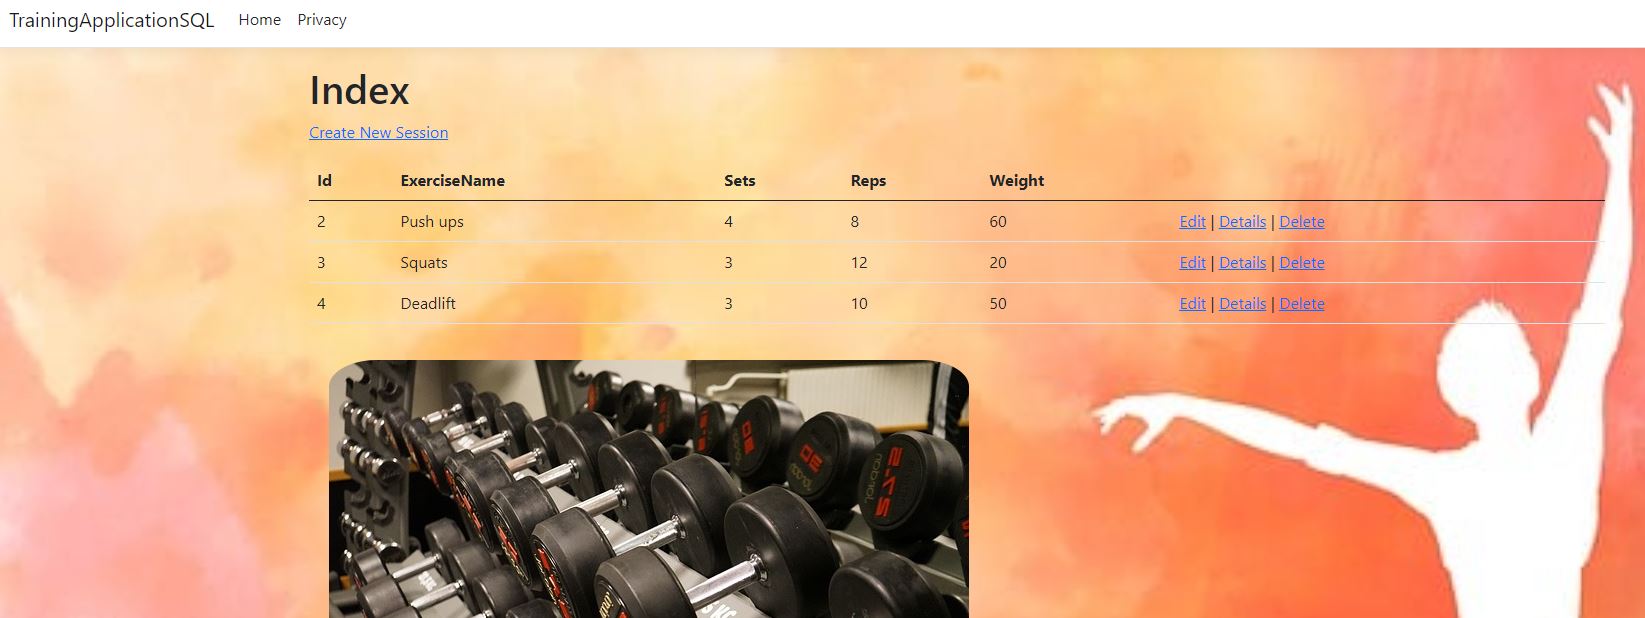 TrainingApplicationSQL Home Privacy
Index
Create New Session
Id ExerciseName Sets Reps Weight
2 Push ups 4 8 60 Edit | Details | Delete
3 Squats 3 12 20 Edit | Details | Delete
4 Deadlift 3 10 50 Edit | Details | Delete